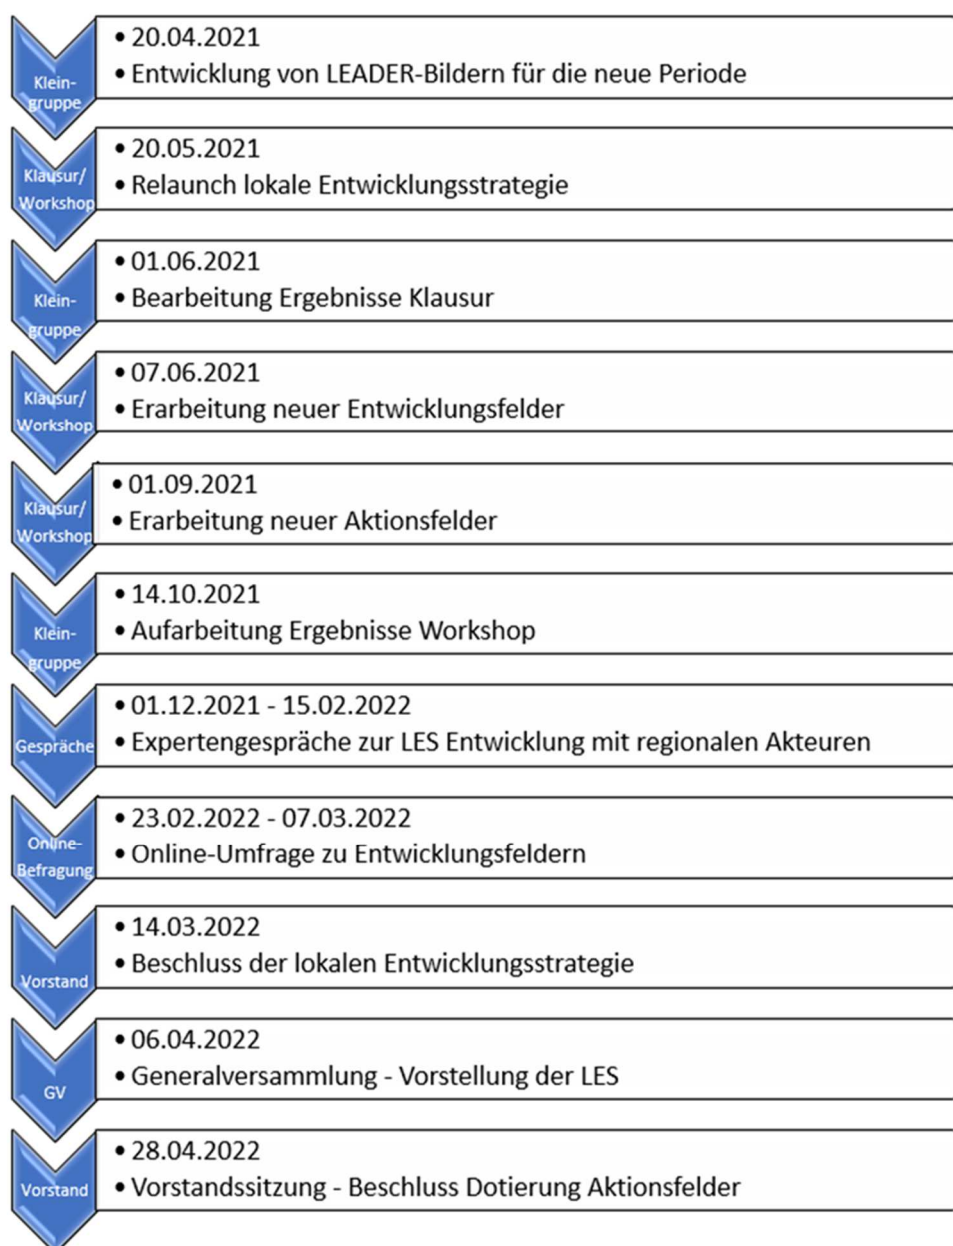 Klein-
gruppe
• 20.04.2021
• Entwicklung von LEADER-Bildern für die neue Periode
Klausur/
Workshop
• 20.05.2021
• Relaunch lokale Entwicklungsstrategie
Klein-
gruppe
• 01.06.2021
• Bearbeitung Ergebnisse Klausur
Klausur/
Workshop
• 07.06.2021
• Erarbeitung neuer Entwicklungsfelder
Klausur/
Workshop
• 01.09.2021
• Erarbeitung neuer Aktionsfelder
Klein-
gruppe
• 14.10.2021
• Aufarbeitung Ergebnisse Workshop
Gespräche
• 01.12.2021 - 15.02.2022
• Expertengespräche zur LES Entwicklung mit regionalen Akteuren
Online-
Befragung
• 23.02.2022 - 07.03.2022
• Online-Umfrage zu Entwicklungsfeldern
Vorstand
• 14.03.2022
• Beschluss der lokalen Entwicklungsstrategie
GV
• 06.04.2022
• Generalversammlung - Vorstellung der LES
Vorstand
• 28.04.2022
• Vorstandssitzung - Beschluss Dotierung Aktionsfelder